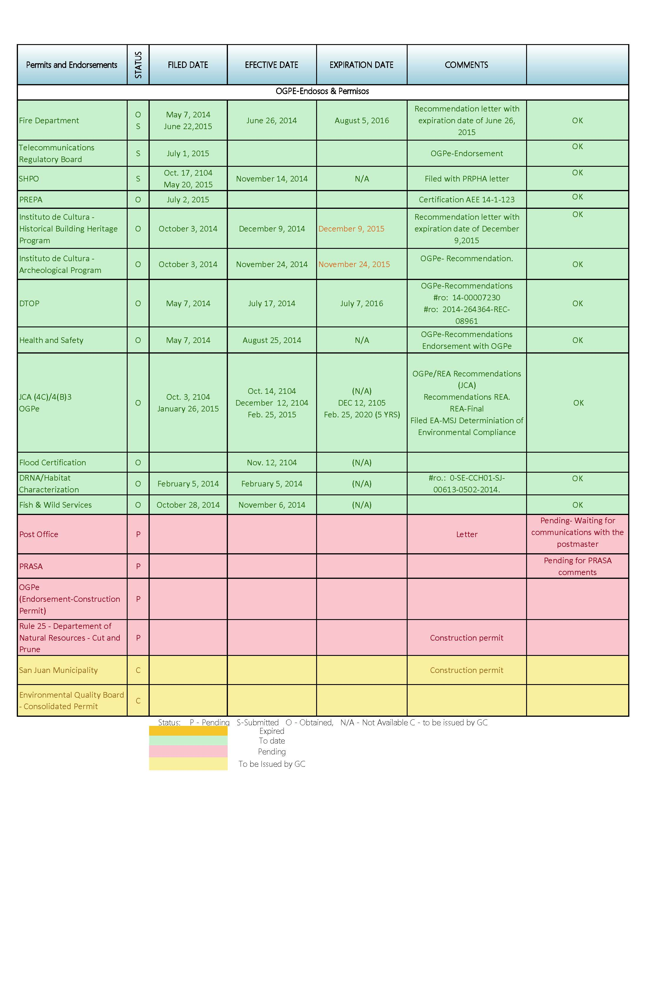 Permits and Endorsements
STATUS
FILED DATE
EFECTIVE DATE
EXPIRATION DATE
COMMENTS
OGPE-Endosos & Permisos
Fire Department
O
S
May 7, 2014
June 22,2015
June 26, 2014
August 5, 2016
Recommendation letter with
expiration date of June 26,
2015
OK
Telecommunications
Regulatory Board
S
July 1, 2015
OGPe-Endorsement
OK
SHPO
S
Oct. 17, 2104
May 20, 2015
November 14, 2014
N/A
Filed with PRPHA letter
OK
PREPA
O
July 2, 2015
Certification AEE 14-1-123
OK
Instituto de Cultura -
Historical Building Heritage
Program
O
October 3, 2014
December 9, 2014
December 9, 2015
Recommendation letter with
expiration date of December
9,2015
OK
Instituto de Cultura -
Archeological Program
O
October 3, 2014
November 24, 2014
November 24, 2015
OGPe- Recommendation.
OK
DTOP
O
May 7, 2014
July 17, 2014
July 7, 2016
OGPe-Recommendations
#ro: 14-00007230
#ro: 2014-264364-REC-
08961
OK
Health and Safety
O
May 7, 2014
August 25, 2014
N/A
OGPe-Recommendations
Endorsement with OGPe
OK
JCA (4C)/4(B)3
OGPe
O
Oct. 3, 2104
January 26, 2015
Oct. 14, 2104
December 12, 2104
Feb. 25, 2015
(N/A)
DEC 12, 2105
Feb. 25, 2020 (5 YRS)
OGPe/REA Recommendations
(JCA)
Recommendations REA.
REA-Final
Filed EA-MSJ Determiniation of
Environmental Compliance
OK
Flood Certification
O
Nov. 12, 2104
(N/A)
DRNA/Habitat
Characterization
O
February 5, 2014
February 5, 2014
(N/A)
#ro.: 0-SE-CCH01-SJ-
00613-0502-2014.
OK
Fish & Wild Services
O
October 28, 2014
November 6, 2014
(N/A)
OK
Post Office
P
Letter
Pending- Waiting for
communications with the
postmaster
PRASA
P
Pending for PRASA
comments
OGPe
(Endorsement-Construction
Permit)
P
Rule 25 - Departement of
Natural Resources - Cut and
Prune
P
Construction permit
San Juan Municipality
C
Construction permit
Environmental Quality Board
- Consolidated Permit
C
Status: P - Pending S-Submitted O - Obtained, N/A - Not Available C - to be issued by GC
Expired
To date
Pending
To be Issued by GC